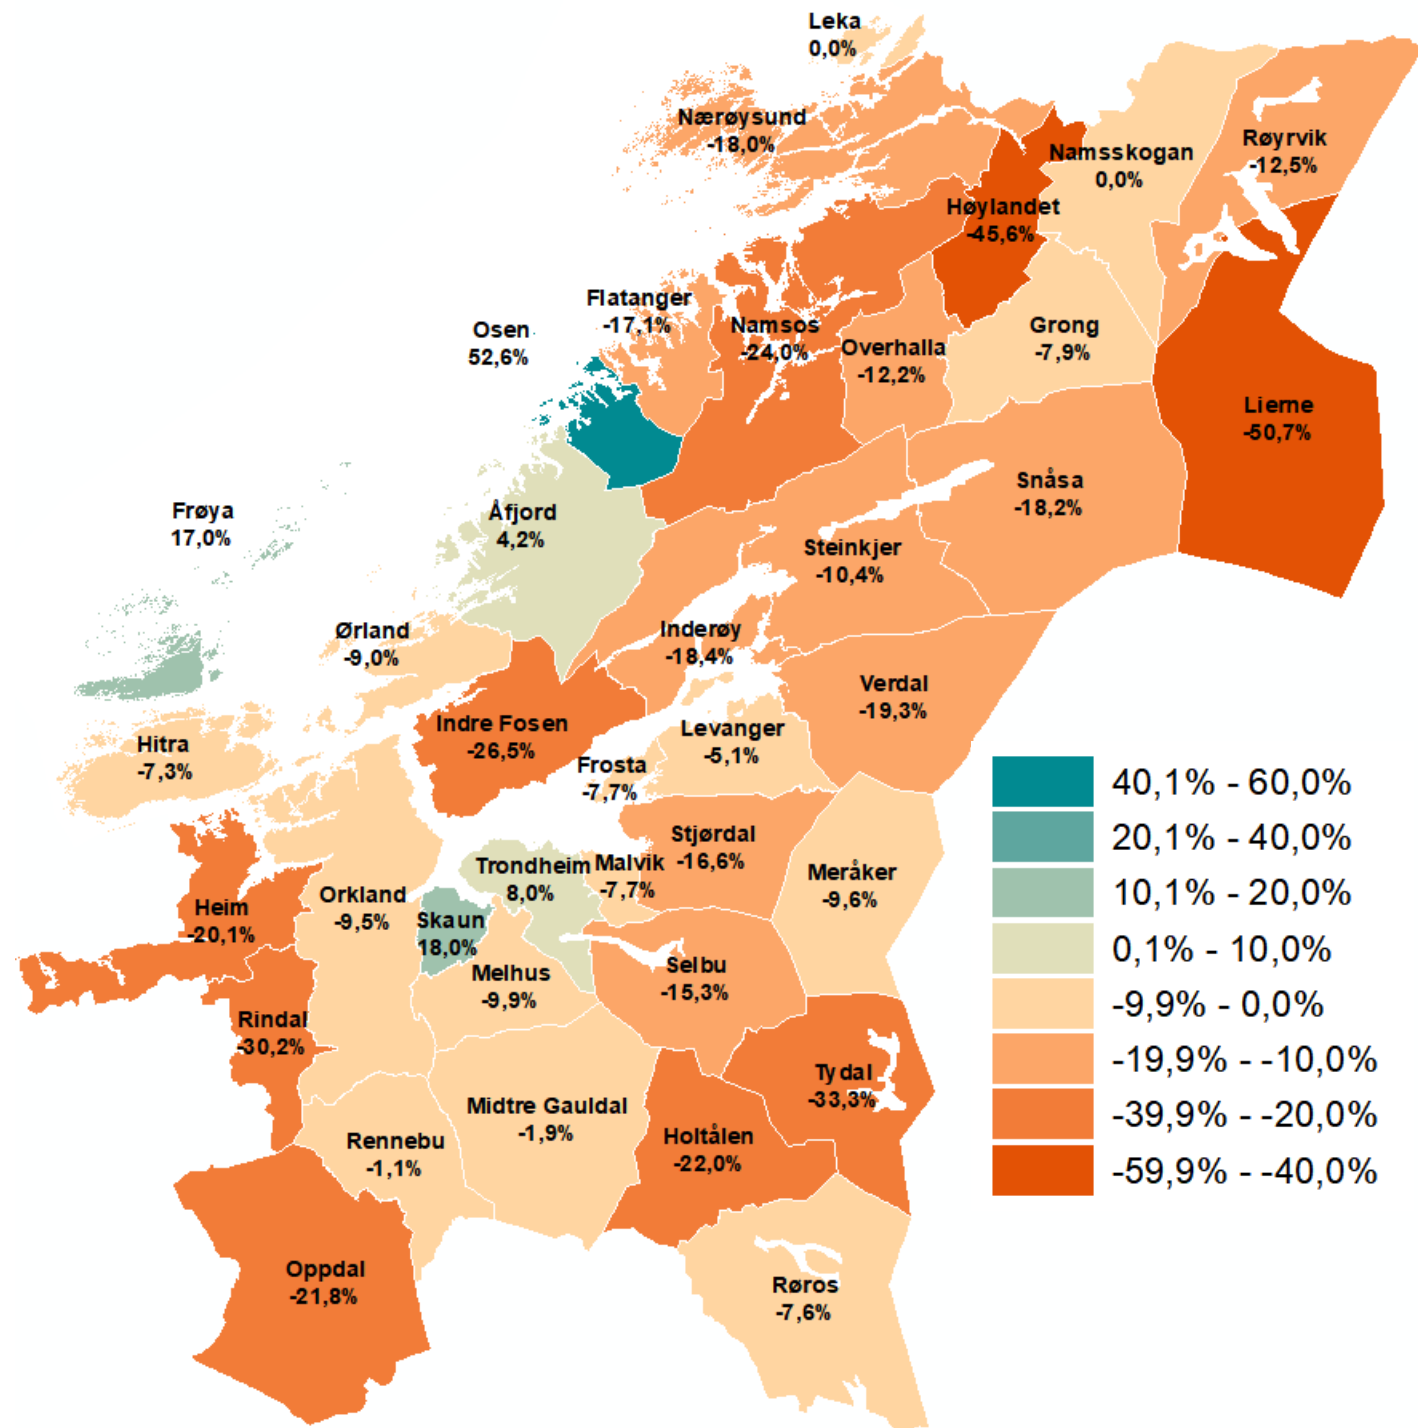 Leka
0,0%
Nærøysund
-18,0%
Namsskogan
0,0%
Røyrvik
-12,5%
Høylandet
-45,6%
Flatanger
-17,1%
Osen
52,6%
Namsos
-24,0%
Overhalla
-12,2%
Grong
-7,9%
Lierne
-50,7%
Snåsa
-18,2%
Frøya
17,0%
Åfjord
4,2%
Steinkjer
-10,4%
Ørland
-9,0%
Inderøy
-18,4%
Verdal
-19,3%
Indre Fosen
-26,5%
Levanger
-5,1%
Hitra
-7,3%
Frosta
-7,7%
Stjørdal
-16,6%
Trondheim
8,0%
Malvik
-7,7%
Meråker
-9,6%
Orkland
-9,5%
Heim
-20,1%
Skaun
18,0%
Melhus
-9,9%
Selbu
-15,3%
Rindal
-30,2%
Tydal
-33,3%
Midtre Gauldal
-1,9%
Rennebu
-1,1%
Holtålen
-22,0%
Oppdal
-21,8%
Røros
-7,6%
40,1% - 60,0%
20,1% - 40,0%
10,1% - 20,0%
0,1% - 10,0%
-9,9% - 0,0%
-19,9% - -10,0%
-39,9% - -20,0%
-59,9% - -40,0%